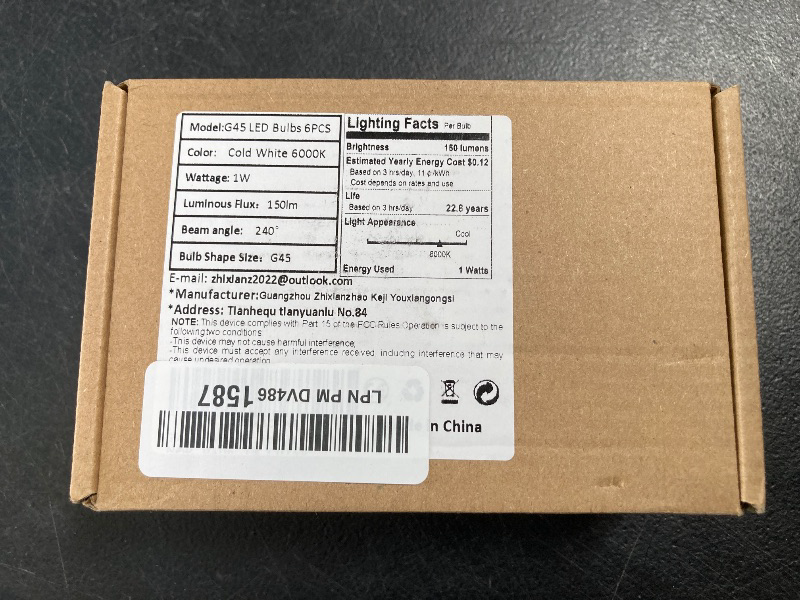 Model:G45 LED Bulbs 6PCS
Color: Cold White 6000K
Wattage: 1W
Luminous Flux: 150lm
Beam angle: 240°
Bulb Shape Size: G45
Lighting Facts Per Bulb
Brightness 150 lumens
Estimated Yearly Energy Cost $0.12
Based on 3 hrs/day, 11 ¢/kWh
Cost depends on rates and use
Life
Based on 3 hrs/day 22.8 years
Light Appearance
Cool
6000K
Energy Used 1 Watts
E-mail: zhixianz2022@outlook.com
*Manufacturer:Guangzhou Zhixianzhao Keji Youxiangongsi
*Address: Tianhequ tianyuanlu No.84
NOTE: This device complies with Part 15 of the FCC Rules Operation is subject to the
following two conditions:
-This device may not cause harmful interference,
-This device must accept any interference received, including interference that may
cause undesired operation
LPN PM DV486 1587
n China